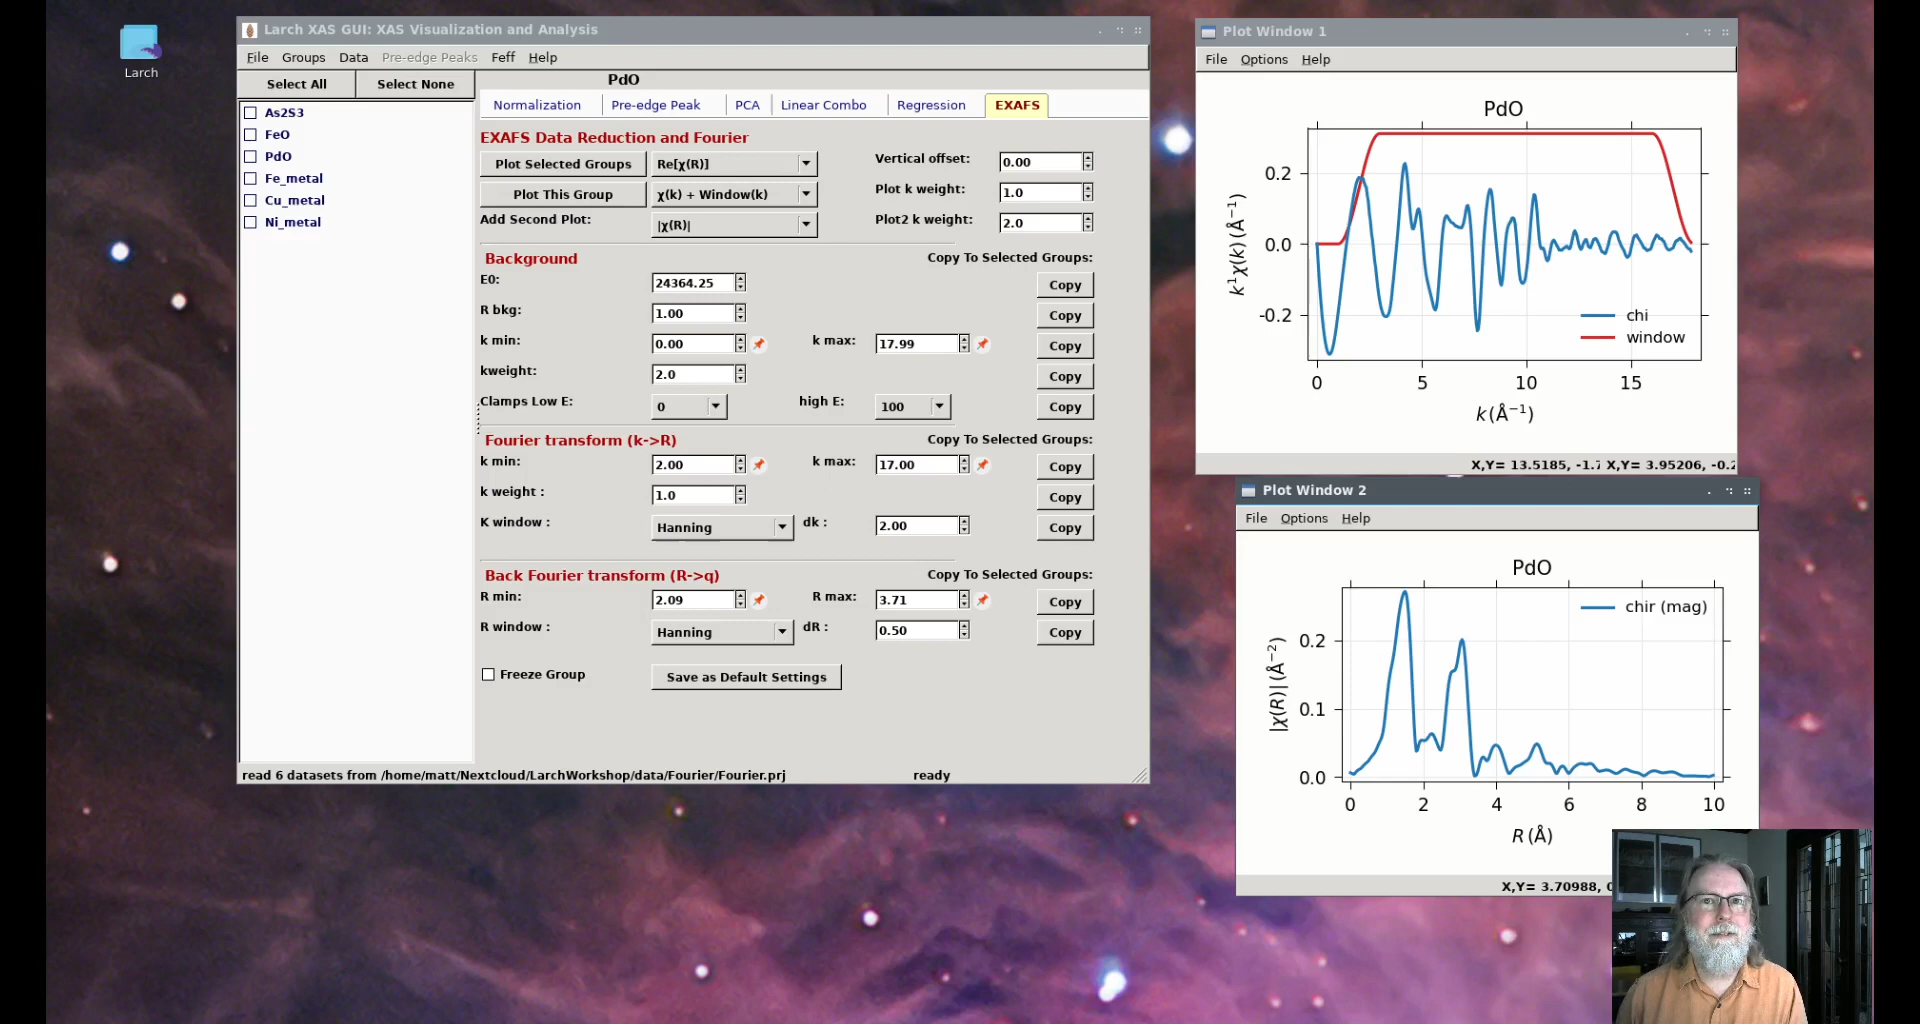 Larch
Larch XAS GUI: XAS Visualization and Analysis
File Groups Data Pre-edge Peaks Feff Help
Select All Select None
As2S3
FeO
PdO
Fe_metal
Cu_metal
Ni_metal
PdO
Normalization Pre-edge Peak PCA Linear Combo Regression EXAFS
EXAFS Data Reduction and Fourier
Plot Selected Groups Re[χ(R)] Vertical offset: 0.00
Plot This Group χ(k) + Window(k) Plot k weight: 1.0
Add Second Plot: |χ(R)| Plot2 k weight: 2.0
Background Copy To Selected Groups:
E0: 24364.25 Copy
R bkg: 1.00 Copy
k min: 0.00 k max: 17.99 Copy
kweight: 2.0 Copy
Clamps Low E: 0 high E: 100 Copy
Fourier transform (k->R) Copy To Selected Groups:
k min: 2.00 k max: 17.00 Copy
k weight : 1.0 Copy
K window : Hanning dk : 2.00 Copy
Back Fourier transform (R->q) Copy To Selected Groups:
R min: 2.09 R max: 3.71 Copy
R window : Hanning dR : 0.50 Copy
Freeze Group Save as Default Settings
read 6 datasets from /home/matt/Nextcloud/LarchWorkshop/data/Fourier/Fourier.prj ready
Plot Window 1
File Options Help
PdO
k¹χ(k) (Å⁻¹)
0.2
0.0
-0.2
chi
window
0 5 10 15
k (Å⁻¹)
X,Y= 13.5185, -1.7 X,Y= 3.95206, -0.2
Plot Window 2
File Options Help
PdO
|χ(R)| (Å⁻²)
chir (mag)
0.2
0.1
0.0
0 2 4 6 8 10
R (Å)
X,Y= 3.70988,